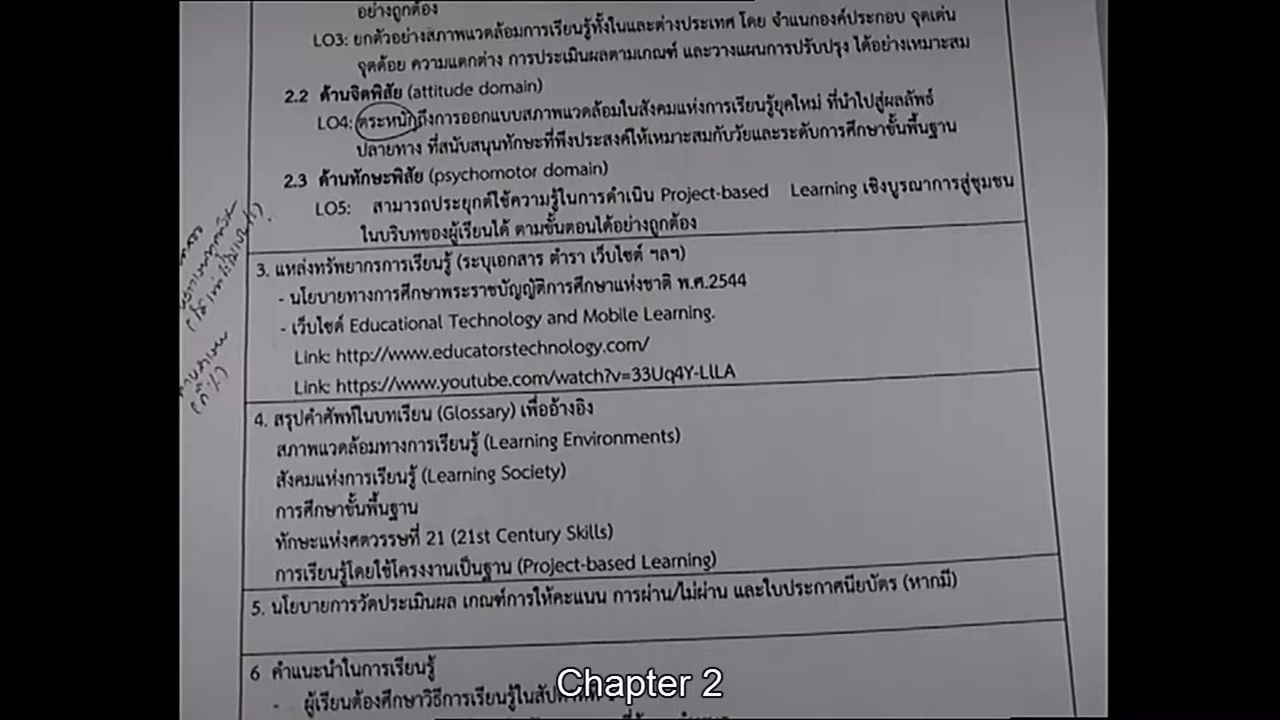 อย่างถูกต้อง
LO3: ยกตัวอย่างสภาพแวดล้อมการเรียนรู้ทั้งในและต่างประเทศ โดย จำแนกองค์ประกอบ จุดเด่น
จุดด้อย ความแตกต่าง การประเมินผลตามเกณฑ์ และวางแผนการปรับปรุง ได้อย่างเหมาะสม
2.2 ด้านจิตพิสัย (attitude domain)
LO4: ตระหนักถึงการออกแบบสภาพแวดล้อมในสังคมแห่งการเรียนรู้ยุคใหม่ ที่นำไปสู่ผลลัพธ์
ปลายทาง ที่สนับสนุนทักษะที่พึงประสงค์ให้เหมาะสมกับวัยและระดับการศึกษาขั้นพื้นฐาน
2.3 ด้านทักษะพิสัย (psychomotor domain)
LO5: สามารถประยุกต์ใช้ความรู้ในการดำเนิน Project-based Learning เชิงบูรณาการสู่ชุมชน
ในบริบทของผู้เรียนได้ ตามขั้นตอนได้อย่างถูกต้อง
3. แหล่งทรัพยากรการเรียนรู้ (ระบุเอกสาร ตำรา เว็บไซต์ ฯลฯ)
- นโยบายทางการศึกษาพระราชบัญญัติการศึกษาแห่งชาติ พ.ศ.2544
- เว็บไซต์ Educational Technology and Mobile Learning.
Link: http://www.educatorstechnology.com/
Link: https://www.youtube.com/watch?v=33Uq4Y-LlLA
4. สรุปคำศัพท์ในบทเรียน (Glossary) เพื่ออ้างอิง
สภาพแวดล้อมทางการเรียนรู้ (Learning Environments)
สังคมแห่งการเรียนรู้ (Learning Society)
การศึกษาขั้นพื้นฐาน
ทักษะแห่งศตวรรษที่ 21 (21st Century Skills)
การเรียนรู้โดยใช้โครงงานเป็นฐาน (Project-based Learning)
5. นโยบายการวัดประเมินผล เกณฑ์การให้คะแนน การผ่าน/ไม่ผ่าน และใบประกาศนียบัตร (หากมี)
6 คำแนะนำในการเรียนรู้
- ผู้เรียนต้องศึกษาวิธีการเรียนรู้ใน
Chapter 2